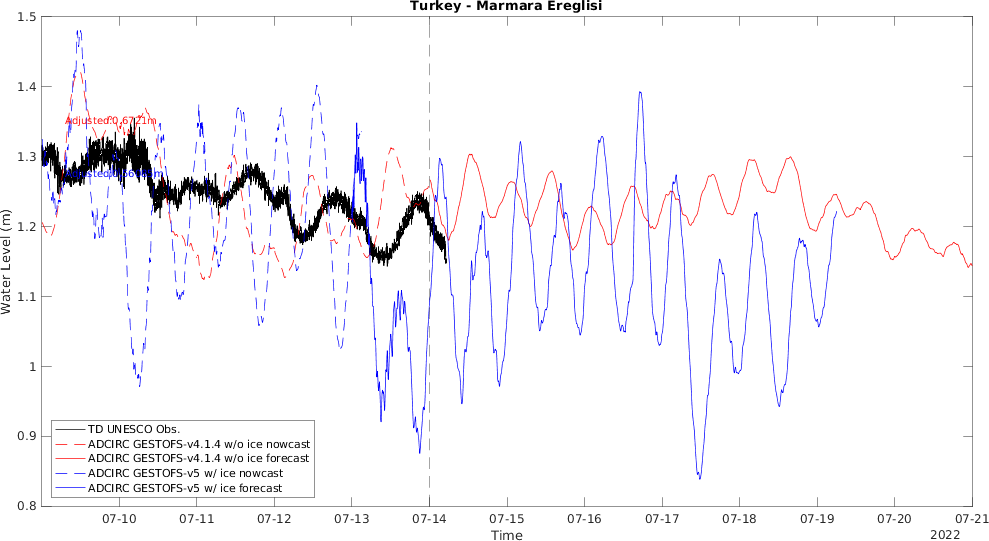 Turkey - Marmara Ereglisi
1.5
1.4
1.3
1.2
1.1
1
0.9
0.8
Water Level (m)
Adjusted:0.6721m
TD UNESCO Obs.
ADCIRC GESTOFS-v4.1.4 w/o ice nowcast
ADCIRC GESTOFS-v4.1.4 w/o ice forecast
ADCIRC GESTOFS-v5 w/ ice nowcast
ADCIRC GESTOFS-v5 w/ ice forecast
07-10 07-11 07-12 07-13 07-14 07-15 07-16 07-17 07-18 07-19 07-20 07-21
Time
2022